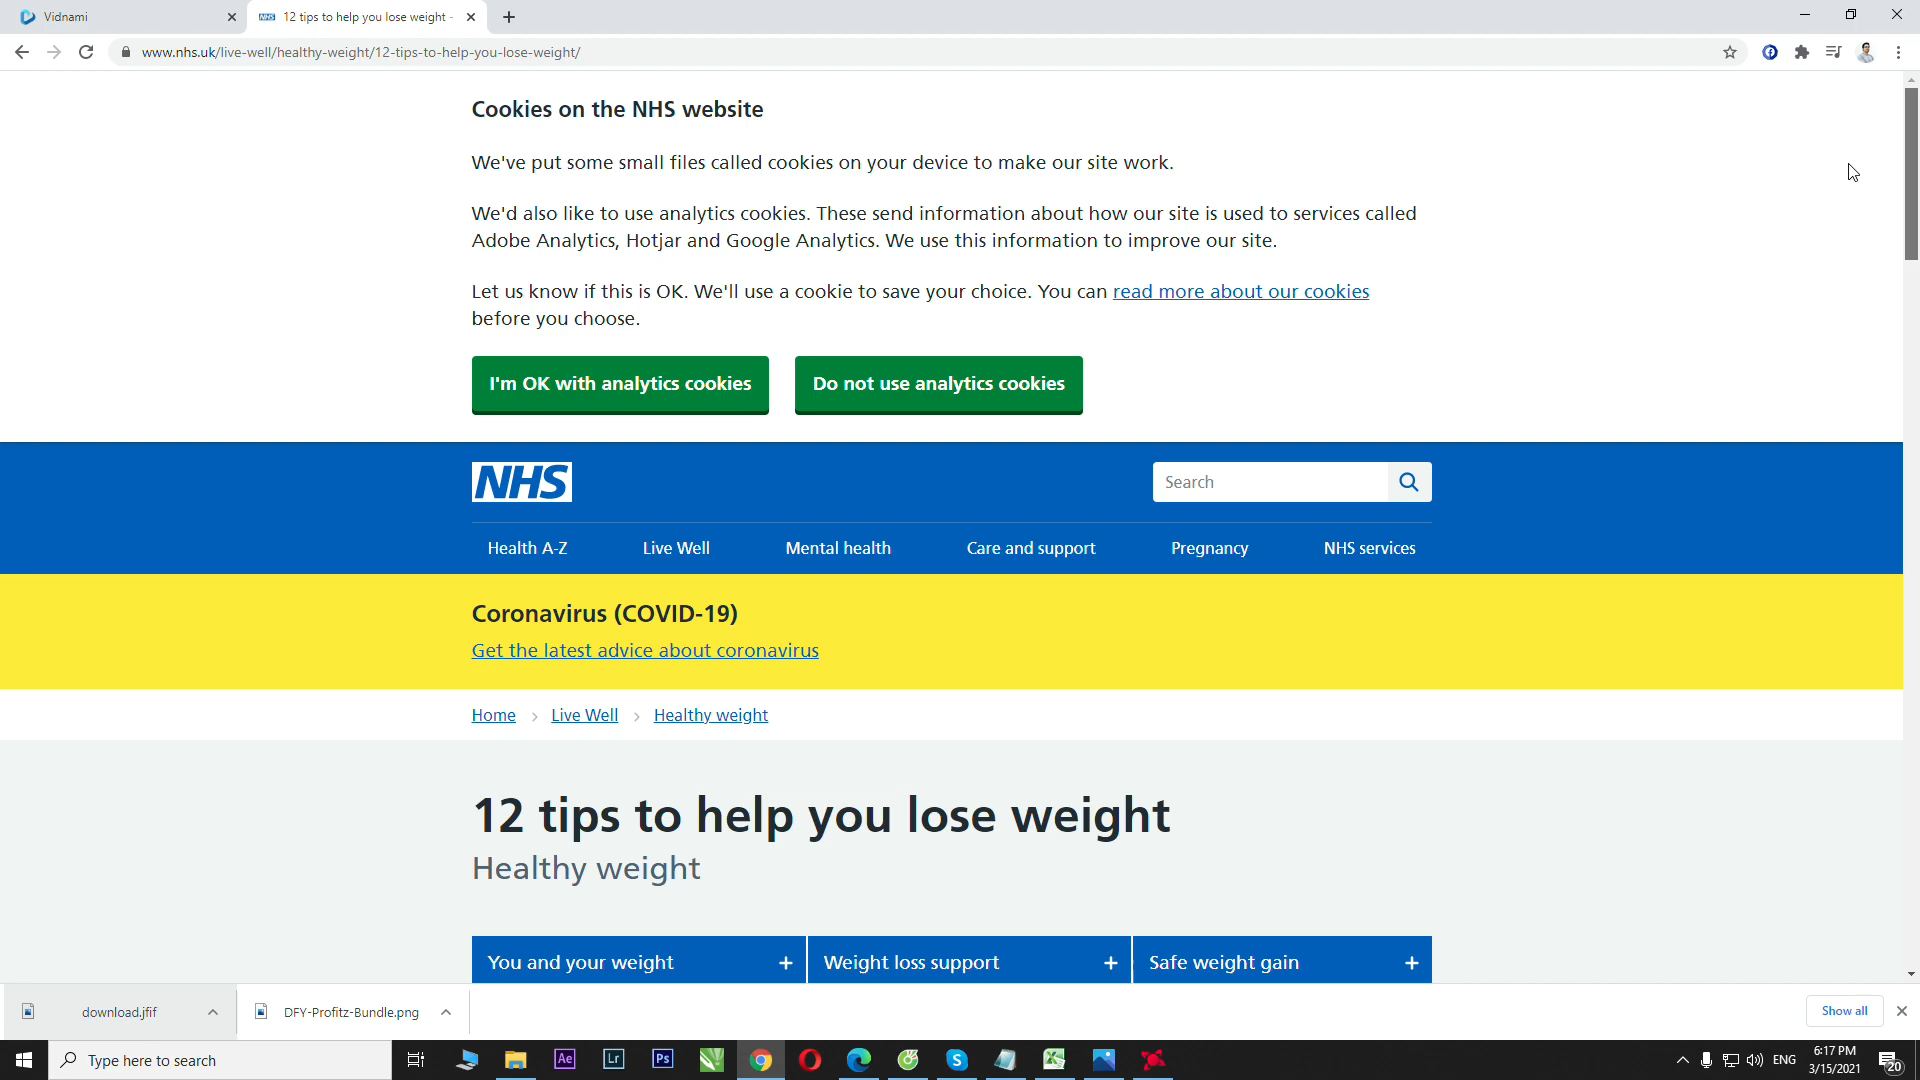 Vidnami
12 tips to help you lose weight -
www.nhs.uk/live-well/healthy-weight/12-tips-to-help-you-lose-weight/
Cookies on the NHS website
We've put some small files called cookies on your device to make our site work.
We'd also like to use analytics cookies. These send information about how our site is used to services called
Adobe Analytics, Hotjar and Google Analytics. We use this information to improve our site.
Let us know if this is OK. We'll use a cookie to save your choice. You can read more about our cookies
before you choose.
I'm OK with analytics cookies
Do not use analytics cookies
NHS
Search
Health A-Z
Live Well
Mental health
Care and support
Pregnancy
NHS services
Coronavirus (COVID-19)
Get the latest advice about coronavirus
Home
Live Well
Healthy weight
12 tips to help you lose weight
Healthy weight
You and your weight
Weight loss support
Safe weight gain
download.jfif
DFY-Profitz-Bundle.png
Show all
Type here to search
Ae
Lr
Ps
ENG
6:17 PM
3/15/2021
20